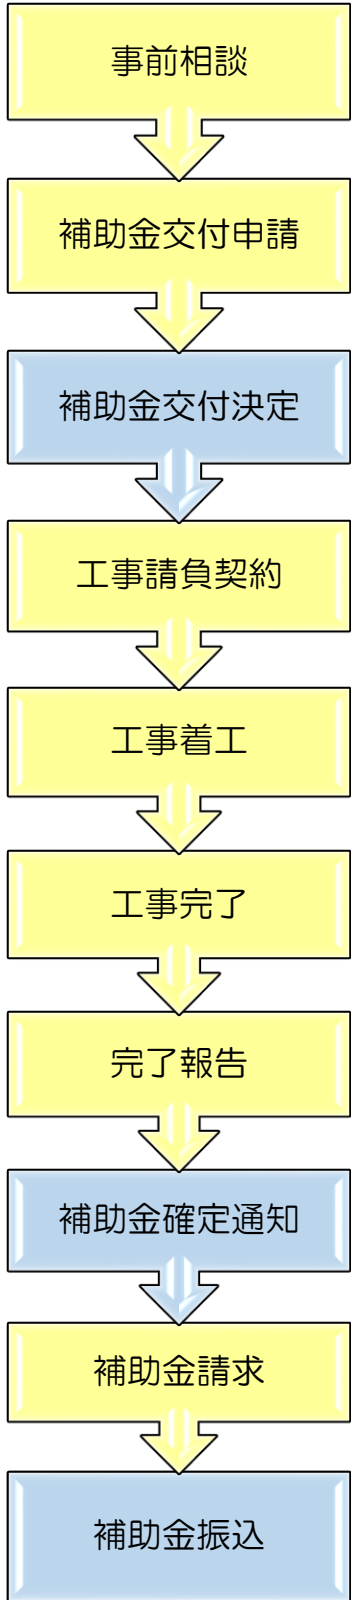 事前相談
補助金交付申請
補助金交付決定
工事請負契約
工事着工
工事完了
完了報告
補助金確定通知
補助金請求
補助金振込